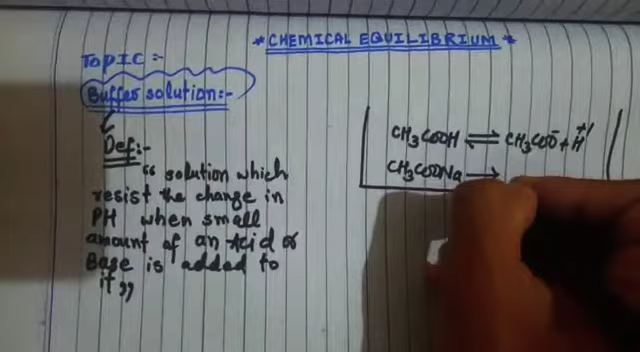 * CHEMICAL EQUILIBRIUM *
Topic :-
Buffer solution:-
Def:-
" solution which
resist the change in
PH when small
amount of an Acid or
Base is added to
it "
CH₃COOH ⇌ CH₃COO⁻ + H⁺
CH₃COONa →